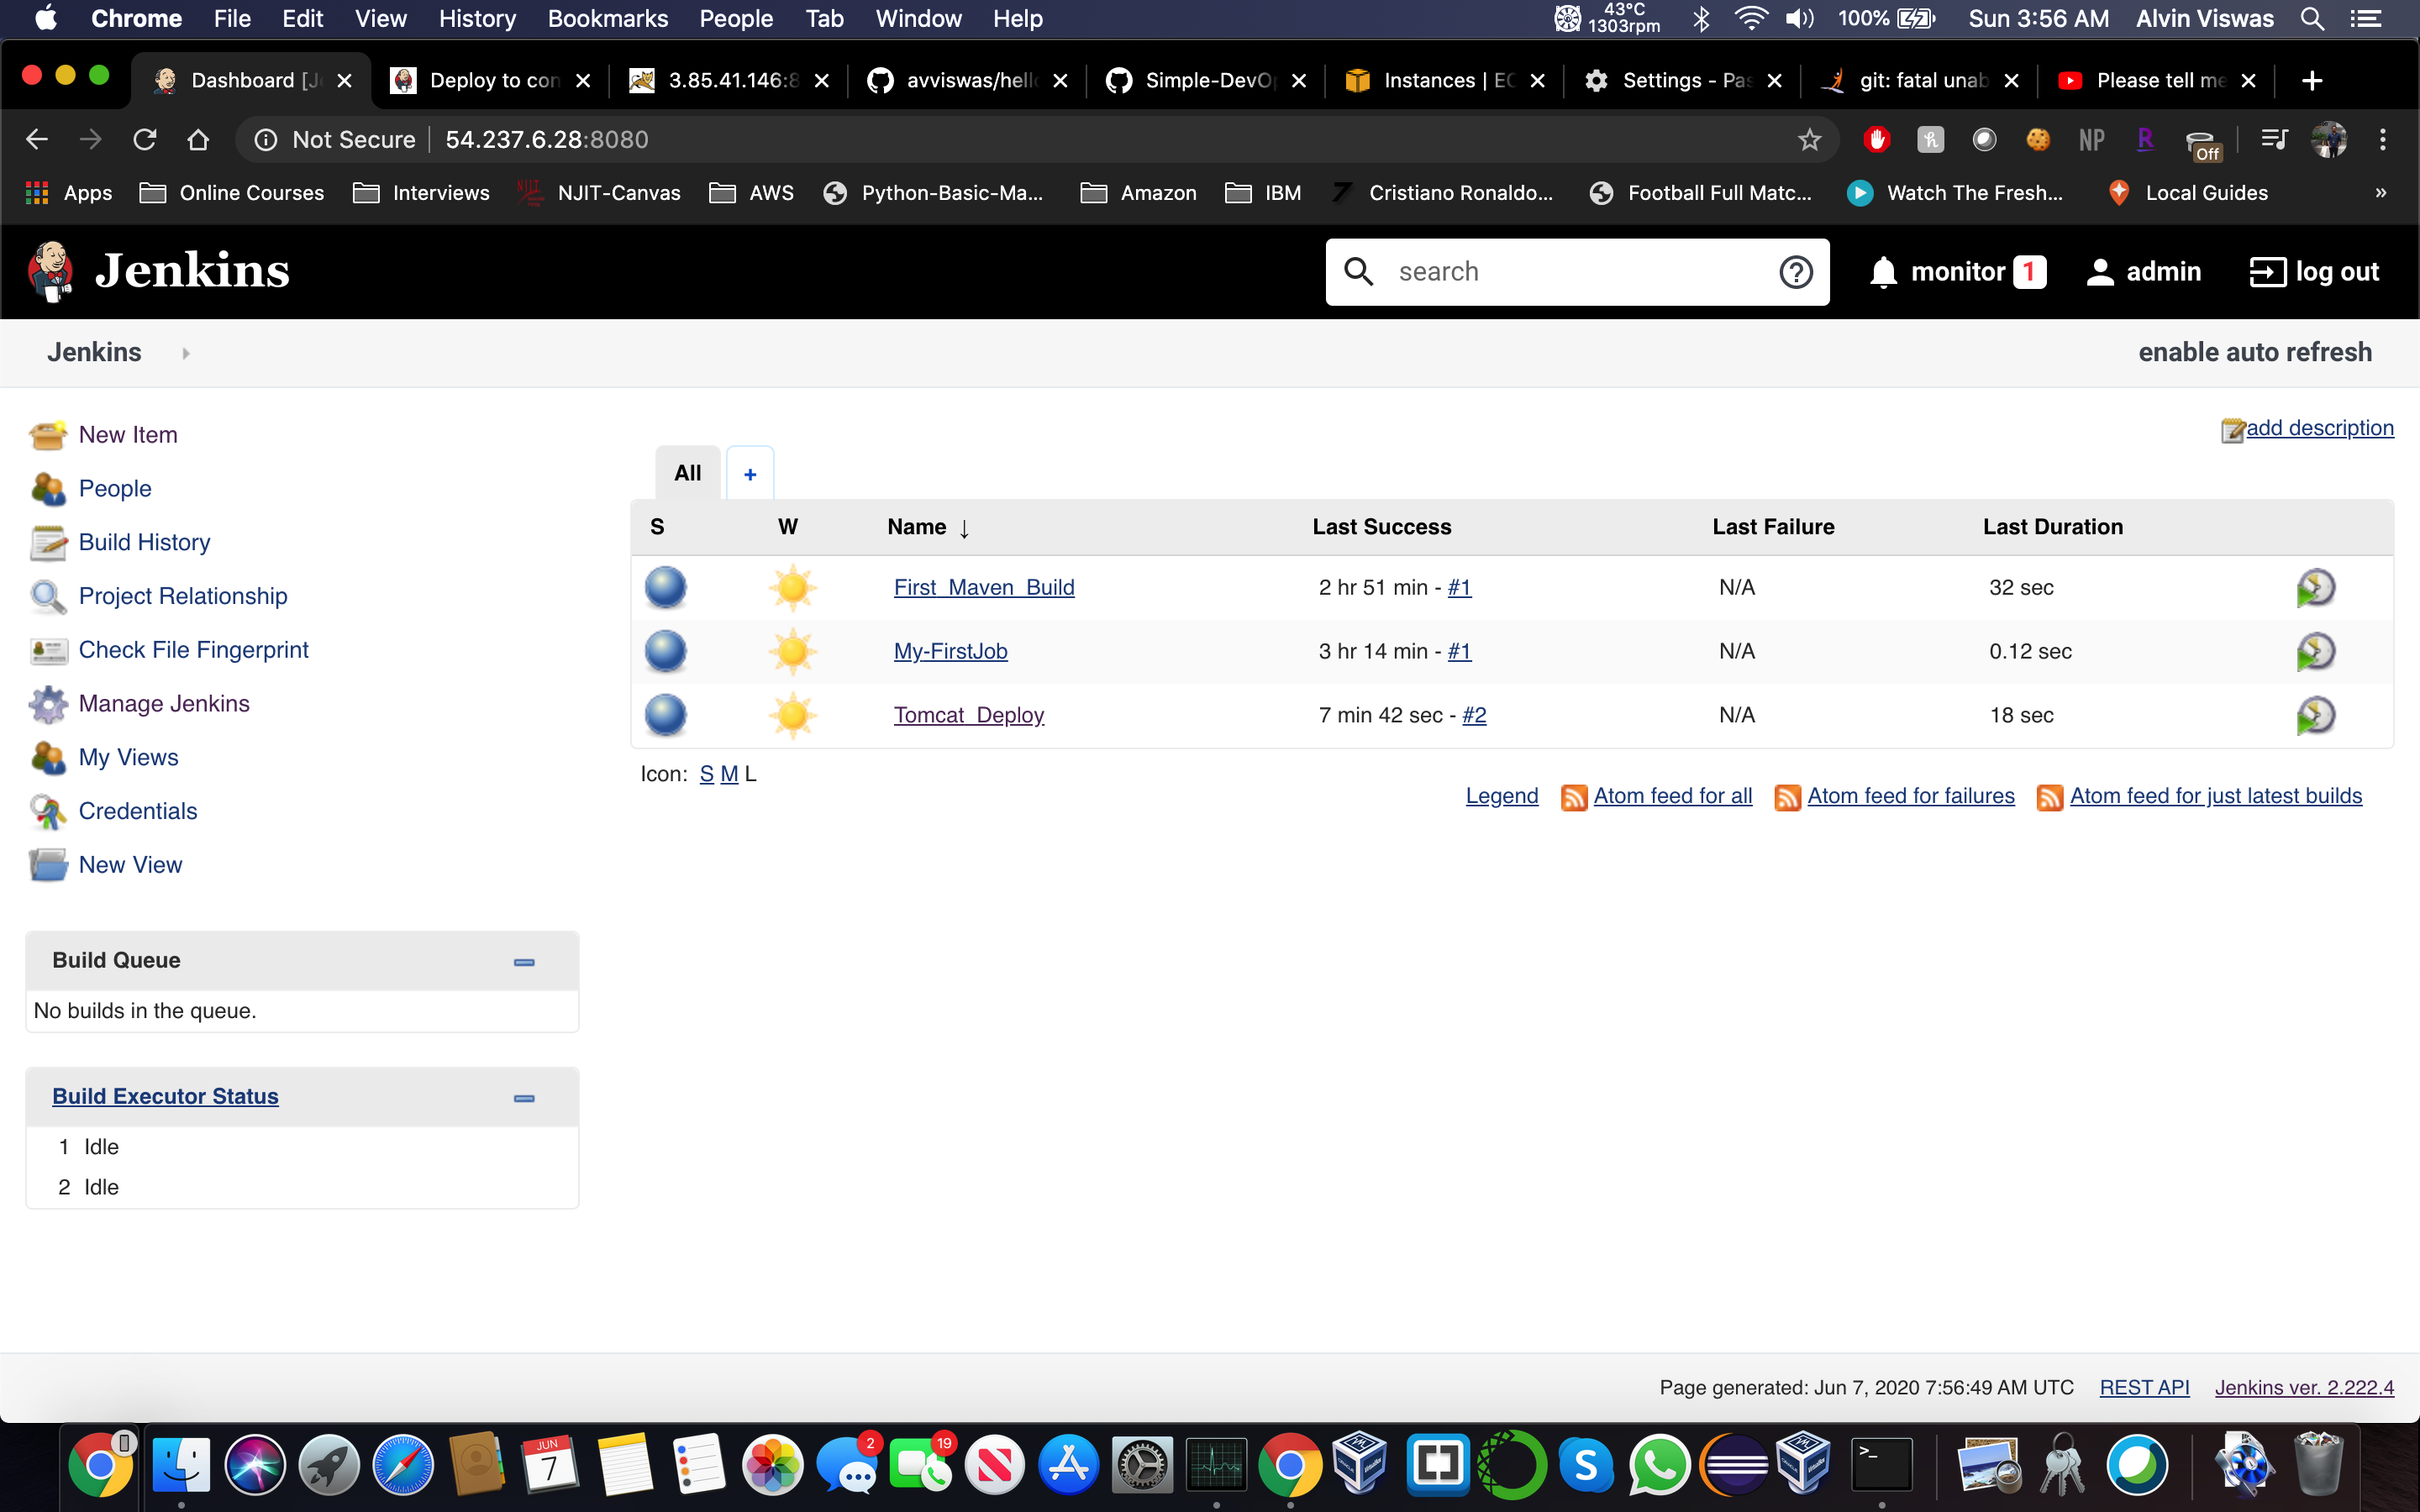 Chrome File Edit View History Bookmarks People Tab Window Help 43°C 1303rpm 100% Sun 3:56 AM Alvin Viswas
Dashboard [Je Deploy to con 3.85.41.146:8 avviswas/hello Simple-DevOp Instances | EC Settings - Pas git: fatal unab Please tell me
Not Secure 54.237.6.28:8080 NP R Off
Apps Online Courses Interviews NJIT-Canvas AWS Python-Basic-Ma... Amazon IBM Cristiano Ronaldo... Football Full Matc... Watch The Fresh... Local Guides »
Jenkins search monitor 1 admin log out
Jenkins enable auto refresh
add description
New Item
People
Build History
Project Relationship
Check File Fingerprint
Manage Jenkins
My Views
Credentials
New View
All +
S W Name ↓ Last Success Last Failure Last Duration
First_Maven_Build 2 hr 51 min - #1 N/A 32 sec
My-FirstJob 3 hr 14 min - #1 N/A 0.12 sec
Tomcat_Deploy 7 min 42 sec - #2 N/A 18 sec
Icon: S M L
Legend Atom feed for all Atom feed for failures Atom feed for just latest builds
Build Queue
No builds in the queue.
Build Executor Status
1 Idle
2 Idle
Page generated: Jun 7, 2020 7:56:49 AM UTC REST API Jenkins ver. 2.222.4
JUN 7 2 19